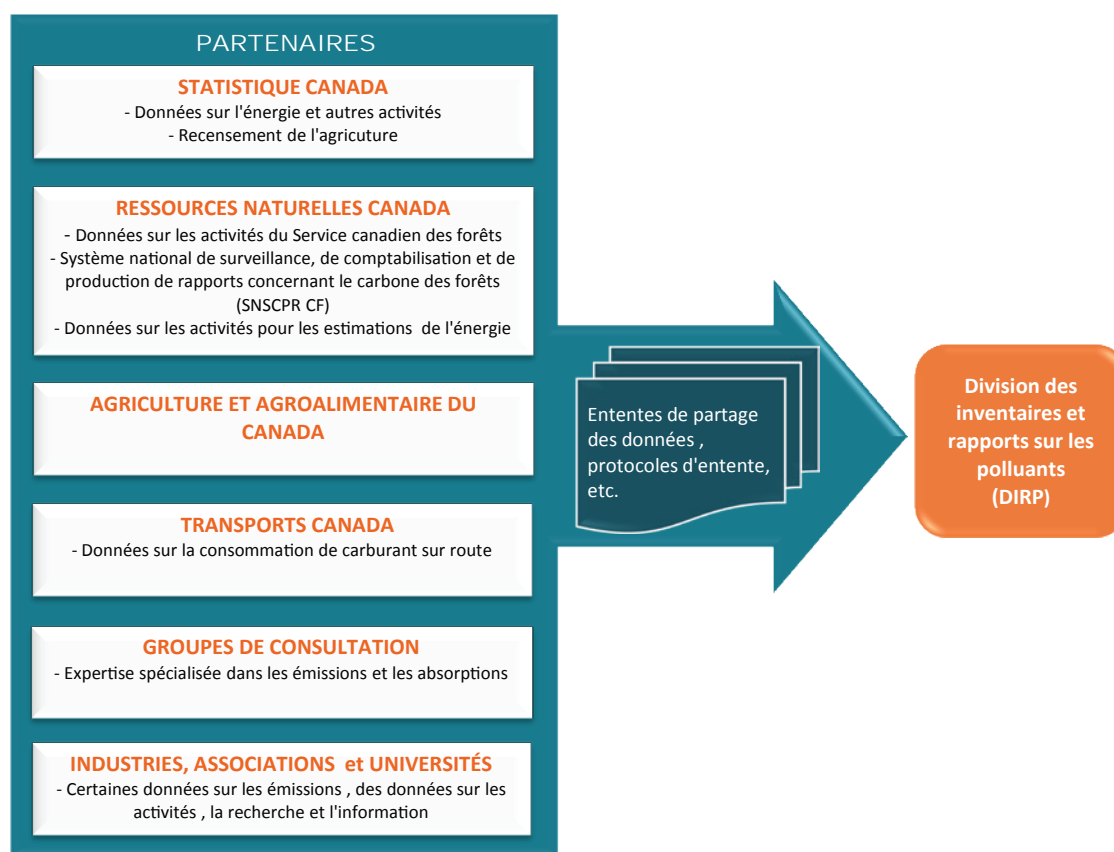 PARTENAIRES
STATISTIQUE CANADA
- Données sur l'énergie et autres activités
- Recensement de l'agricuture
RESSOURCES NATURELLES CANADA
- Données sur les activités du Service canadien des forêts
- Système national de surveillance, de comptabilisation et de
production de rapports concernant le carbone des forêts
(SNSCPR CF)
- Données sur les activités pour les estimations de l'énergie
AGRICULTURE ET AGROALIMENTAIRE DU
CANADA
TRANSPORTS CANADA
- Données sur la consommation de carburant sur route
GROUPES DE CONSULTATION
- Expertise spécialisée dans les émissions et les absorptions
INDUSTRIES, ASSOCIATIONS et UNIVERSITÉS
- Certaines données sur les émissions , des données sur les
activités , la recherche et l'information
Ententes de partage
des données ,
protocoles d'entente,
etc.
Division des
inventaires et
rapports sur les
polluants
(DIRP)